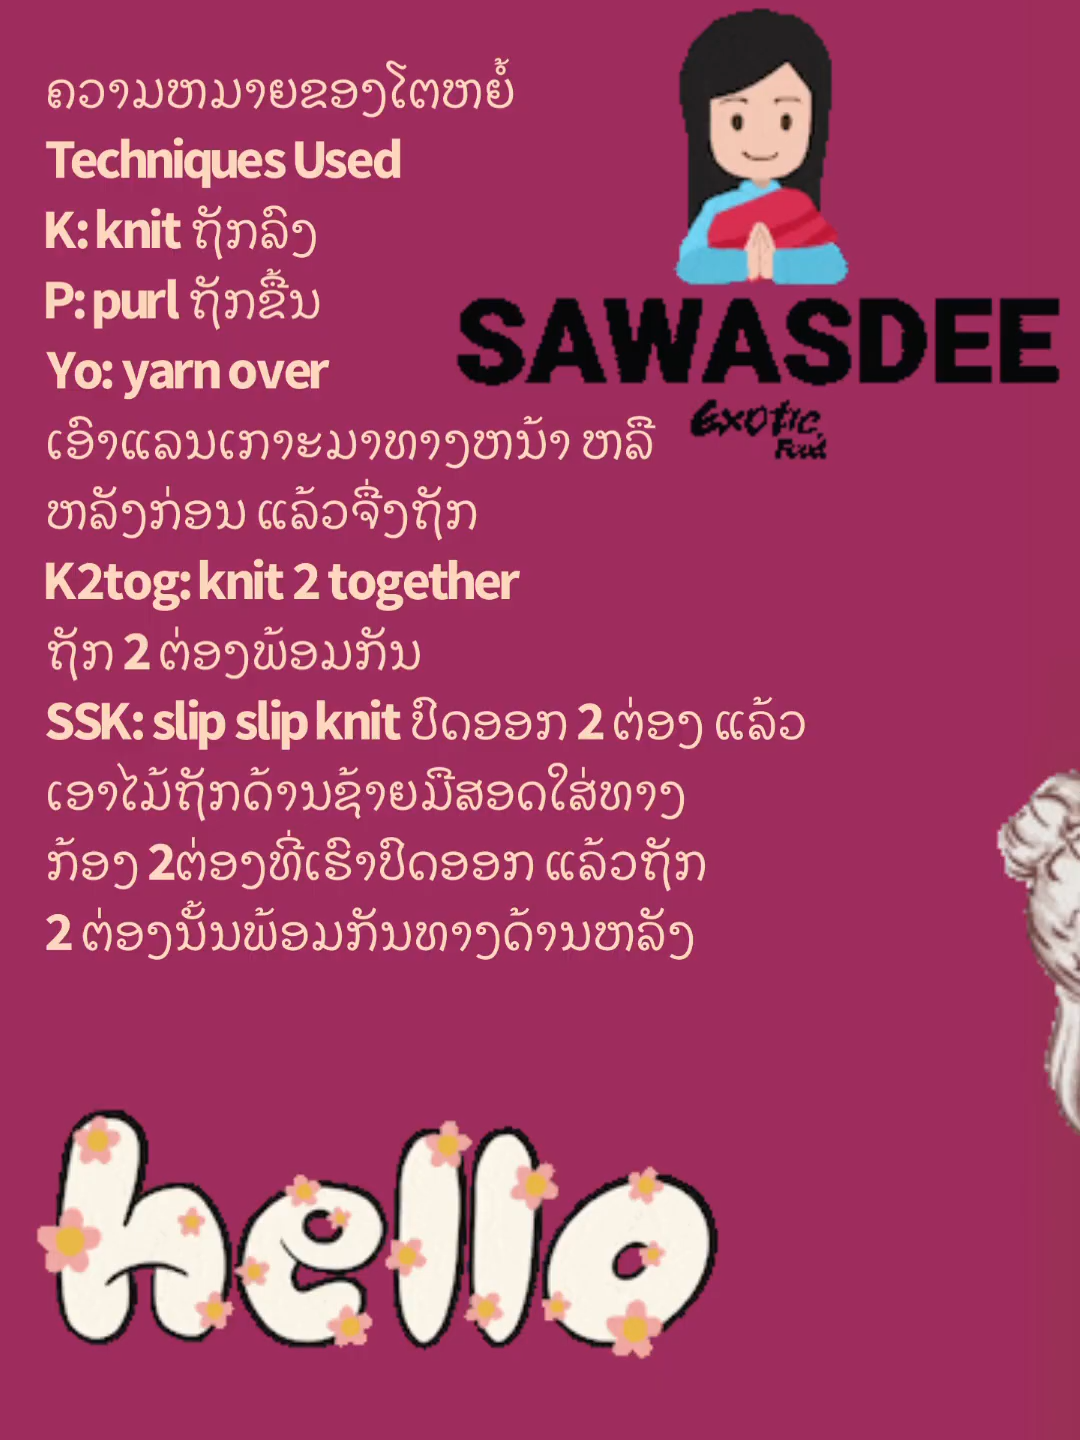 ຄວາມຫມາຍຂອງໂຕຫຍໍ້
Techniques Used
K: knit ຖັກລົງ
P: purl ຖັກຂື້ນ
Yo: yarn over
ເອົາແລນເກາະມາທາງຫນ້າ ຫລື
ຫລັງກ່ອນ ແລ້ວຈື່ງຖັກ
K2tog: knit 2 together
ຖັກ 2 ຕ່ອງພ້ອມກັນ
SSK: slip slip knit ປົດອອກ 2 ຕ່ອງ ແລ້ວ
ເອາໄມ້ຖັກດ້ານຊ້າຍມືສອດໃສ່ທາງ
ກ້ອງ 2ຕ່ອງທີ່ເຮົາປົດອອກ ແລ້ວຖັກ
2 ຕ່ອງນັ້ນພ້ອມກັນທາງດ້ານຫລັງ
SAWASDEE
Exotic
Food
hello